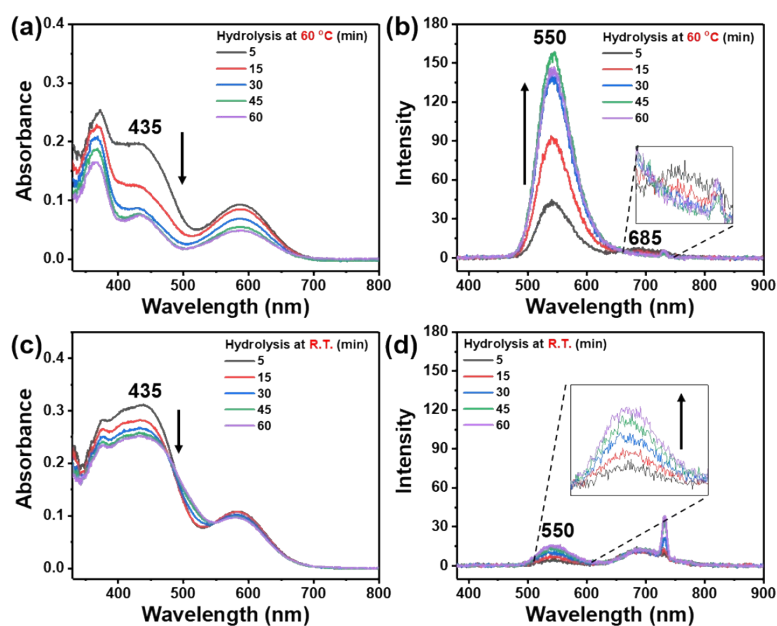 (a)
Hydrolysis at 60 °C (min)
5
15
30
45
60
435
0.4
0.3
0.2
0.1
0.0
Absorbance
400 500 600 700 800
Wavelength (nm)
(b)
550
Hydrolysis at 60 °C (min)
5
15
30
45
60
685
180
150
120
90
60
30
0
Intensity
400 500 600 700 800 900
Wavelength (nm)
(c)
Hydrolysis at R.T. (min)
5
15
30
45
60
435
0.4
0.3
0.2
0.1
0.0
Absorbance
400 500 600 700 800
Wavelength (nm)
(d)
Hydrolysis at R.T. (min)
5
15
30
45
60
550
180
150
120
90
60
30
0
Intensity
400 500 600 700 800 900
Wavelength (nm)